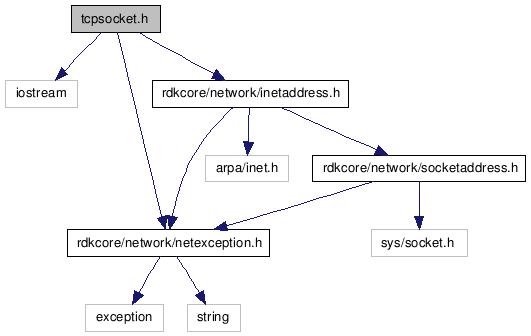 tcpsocket.h
iostream
rdkcore/network/inetaddress.h
arpa/inet.h
rdkcore/network/socketaddress.h
rdkcore/network/netexception.h
sys/socket.h
exception
string